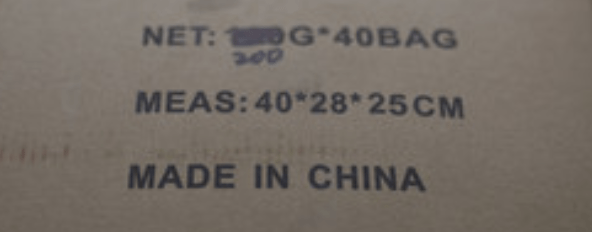 NET: G*40BAG
200
MEAS: 40*28*25CM
MADE IN CHINA